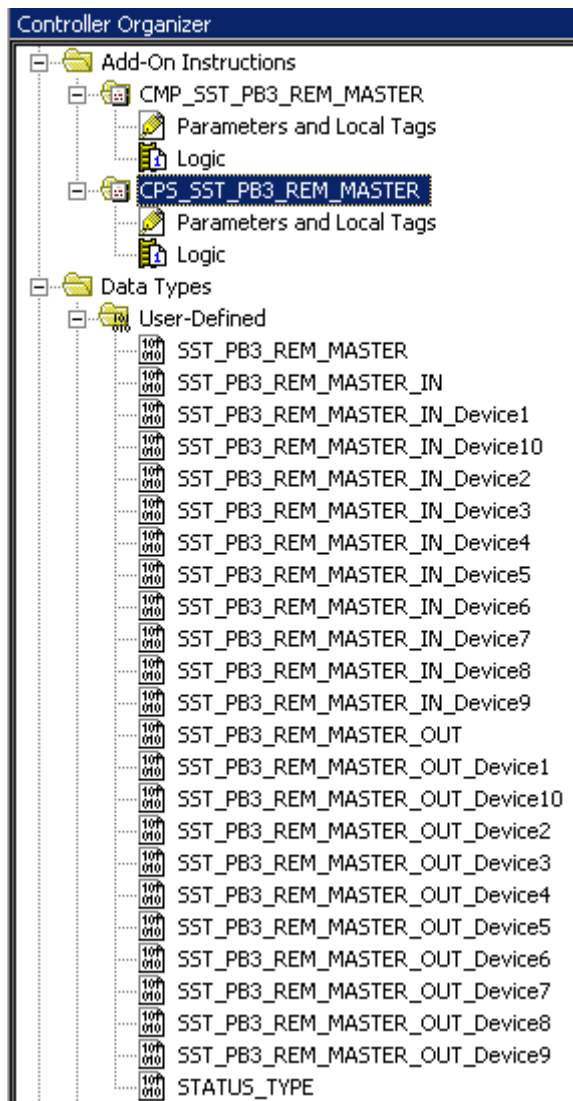 Controller Organizer
Add-On Instructions
CMP_SST_PB3_REM_MASTER
Parameters and Local Tags
Logic
CPS_SST_PB3_REM_MASTER
Parameters and Local Tags
Logic
Data Types
User-Defined
SST_PB3_REM_MASTER
SST_PB3_REM_MASTER_IN
SST_PB3_REM_MASTER_IN_Device1
SST_PB3_REM_MASTER_IN_Device10
SST_PB3_REM_MASTER_IN_Device2
SST_PB3_REM_MASTER_IN_Device3
SST_PB3_REM_MASTER_IN_Device4
SST_PB3_REM_MASTER_IN_Device5
SST_PB3_REM_MASTER_IN_Device6
SST_PB3_REM_MASTER_IN_Device7
SST_PB3_REM_MASTER_IN_Device8
SST_PB3_REM_MASTER_IN_Device9
SST_PB3_REM_MASTER_OUT
SST_PB3_REM_MASTER_OUT_Device1
SST_PB3_REM_MASTER_OUT_Device10
SST_PB3_REM_MASTER_OUT_Device2
SST_PB3_REM_MASTER_OUT_Device3
SST_PB3_REM_MASTER_OUT_Device4
SST_PB3_REM_MASTER_OUT_Device5
SST_PB3_REM_MASTER_OUT_Device6
SST_PB3_REM_MASTER_OUT_Device7
SST_PB3_REM_MASTER_OUT_Device8
SST_PB3_REM_MASTER_OUT_Device9
STATUS_TYPE